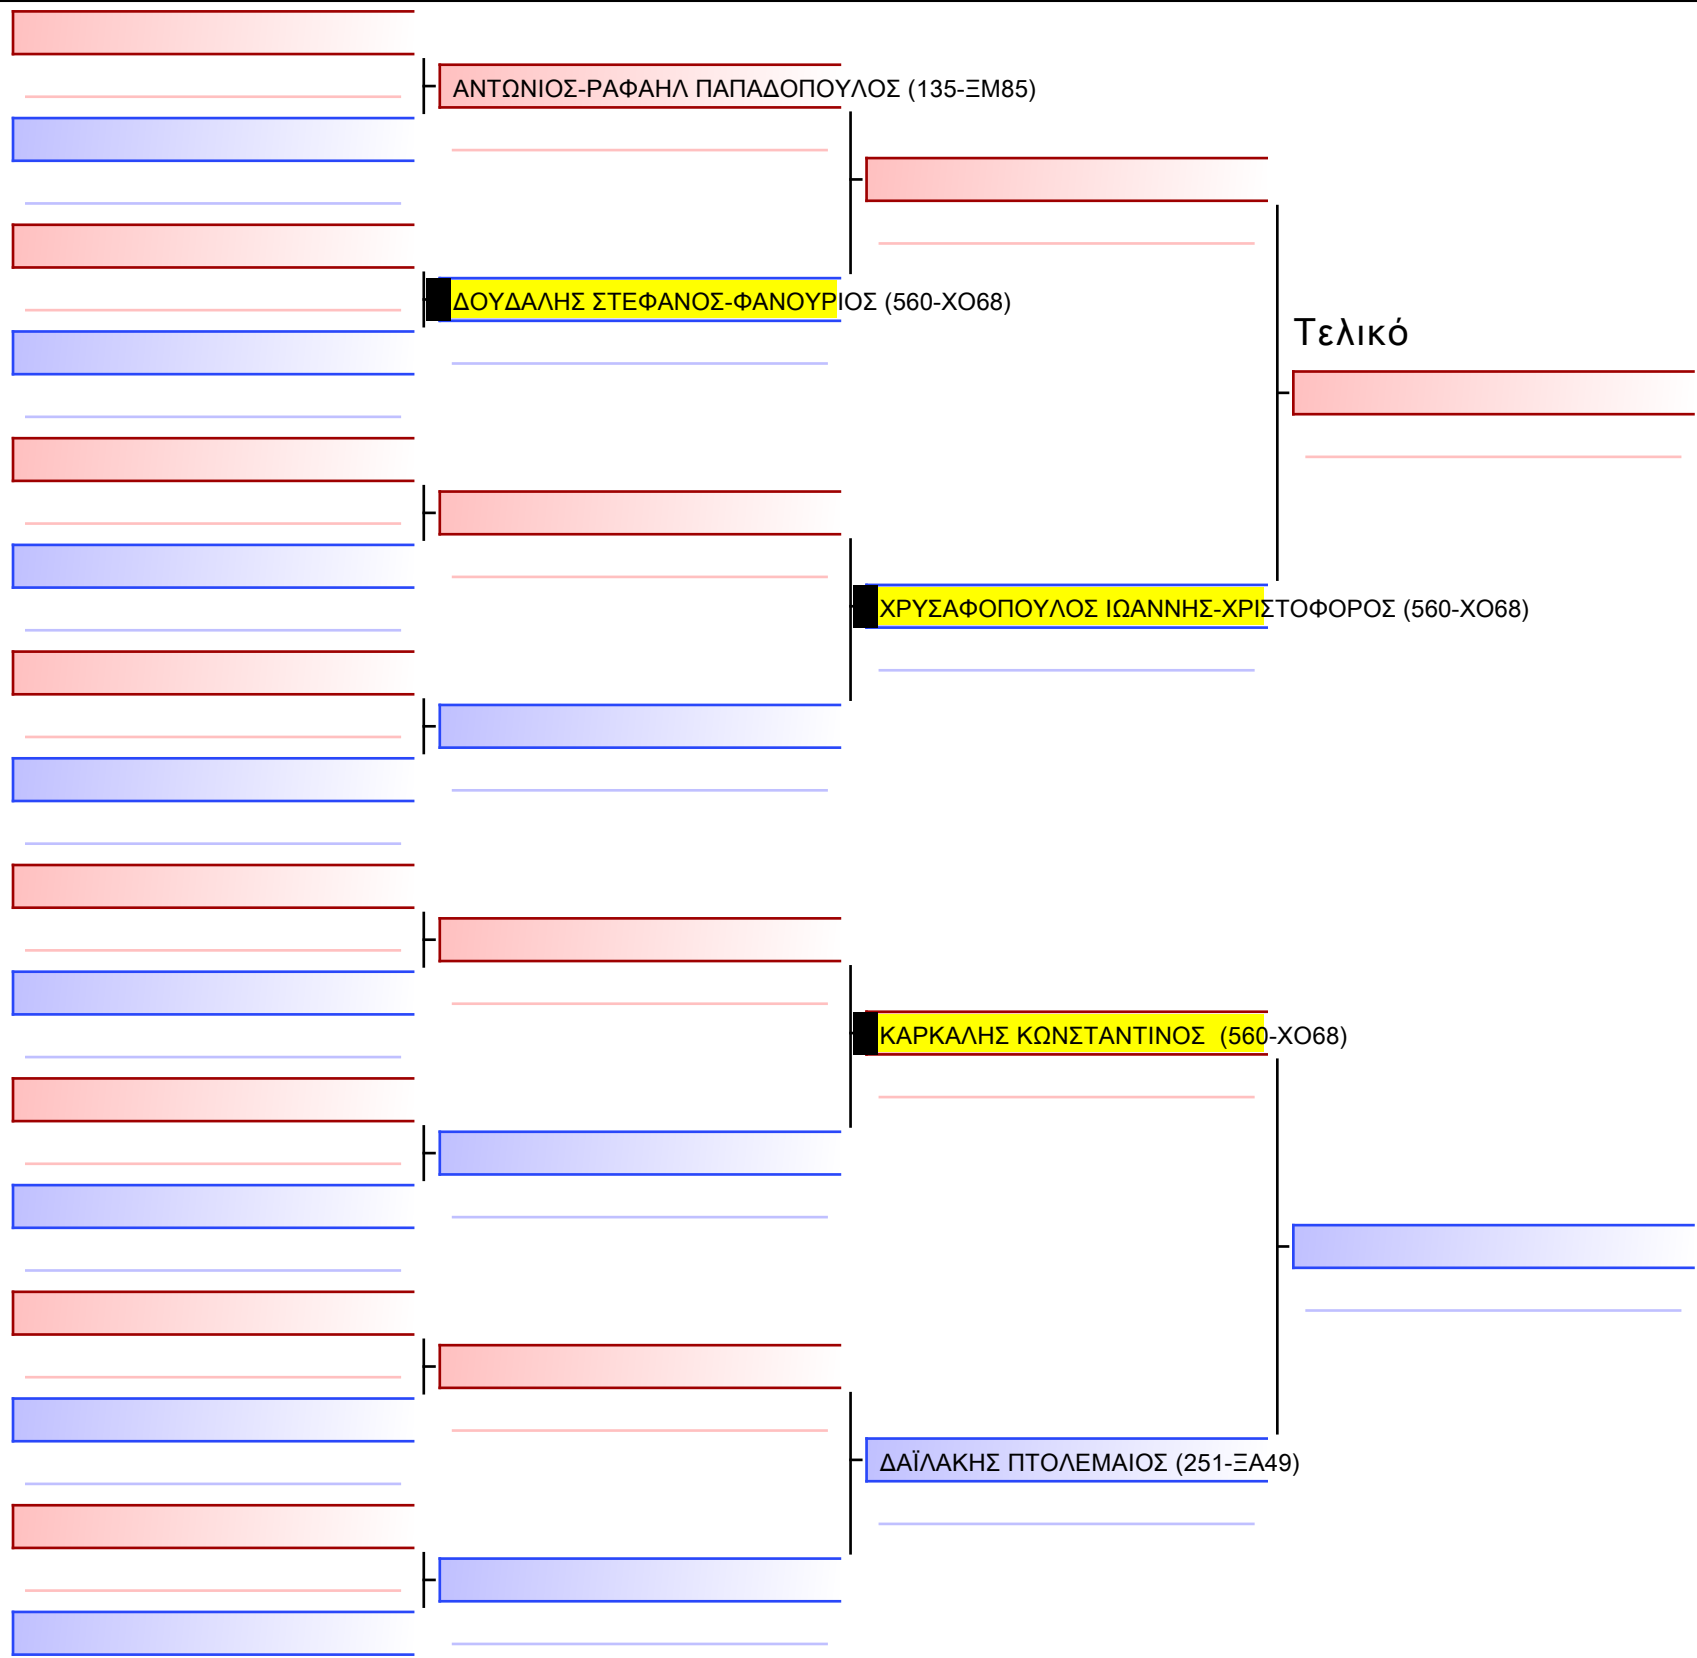 ΑΝΤΩΝΙΟΣ-ΡΑΦΑΗΛ ΠΑΠΑΔΟΠΟΥΛΟΣ (135-ΞΜ85)
ΔΟΥΔΑΛΗΣ ΣΤΕΦΑΝΟΣ-ΦΑΝΟΥΡΙΟΣ (560-ΧΟ68)
Τελικό
ΧΡΥΣΑΦΟΠΟΥΛΟΣ ΙΩΑΝΝΗΣ-ΧΡΙΣΤΟΦΟΡΟΣ (560-ΧΟ68)
ΚΑΡΚΑΛΗΣ ΚΩΝΣΤΑΝΤΙΝΟΣ  (560-ΧΟ68)
ΔΑΪΛΑΚΗΣ ΠΤΟΛΕΜΑΙΟΣ (251-ΞΑ49)